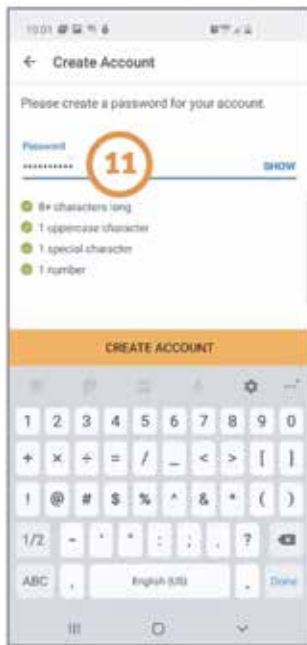 10:01
← Create Account
Please create a password for your account.
Password
•••••••••• 11 SHOW
8+ characters long
1 uppercase character
1 special character
1 number
CREATE ACCOUNT
1 2 3 4 5 6 7 8 9 0
+ × ÷ = / _ < > [ ]
! @ # $ % ^ & * ( )
1/2 - ' " : ; , ?
ABC , English (US) . Done